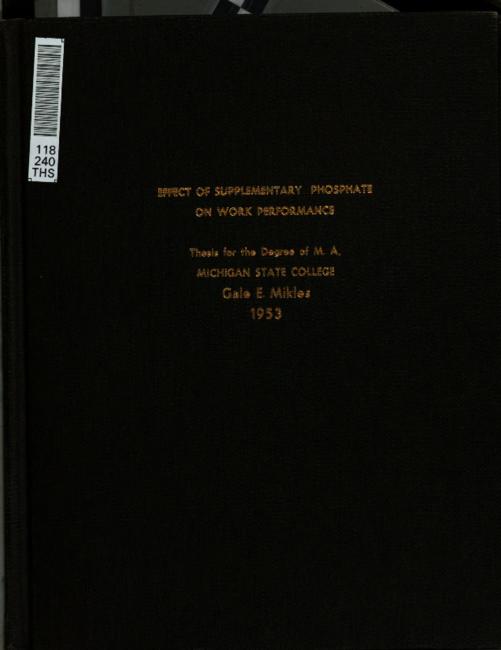 118
240
THS
EFFECT OF SUPPLEMENTARY PHOSPHATE
ON WORK PERFORMANCE
Thesis for the Degree of M. A.
MICHIGAN STATE COLLEGE
Gale E. Mikles
1953